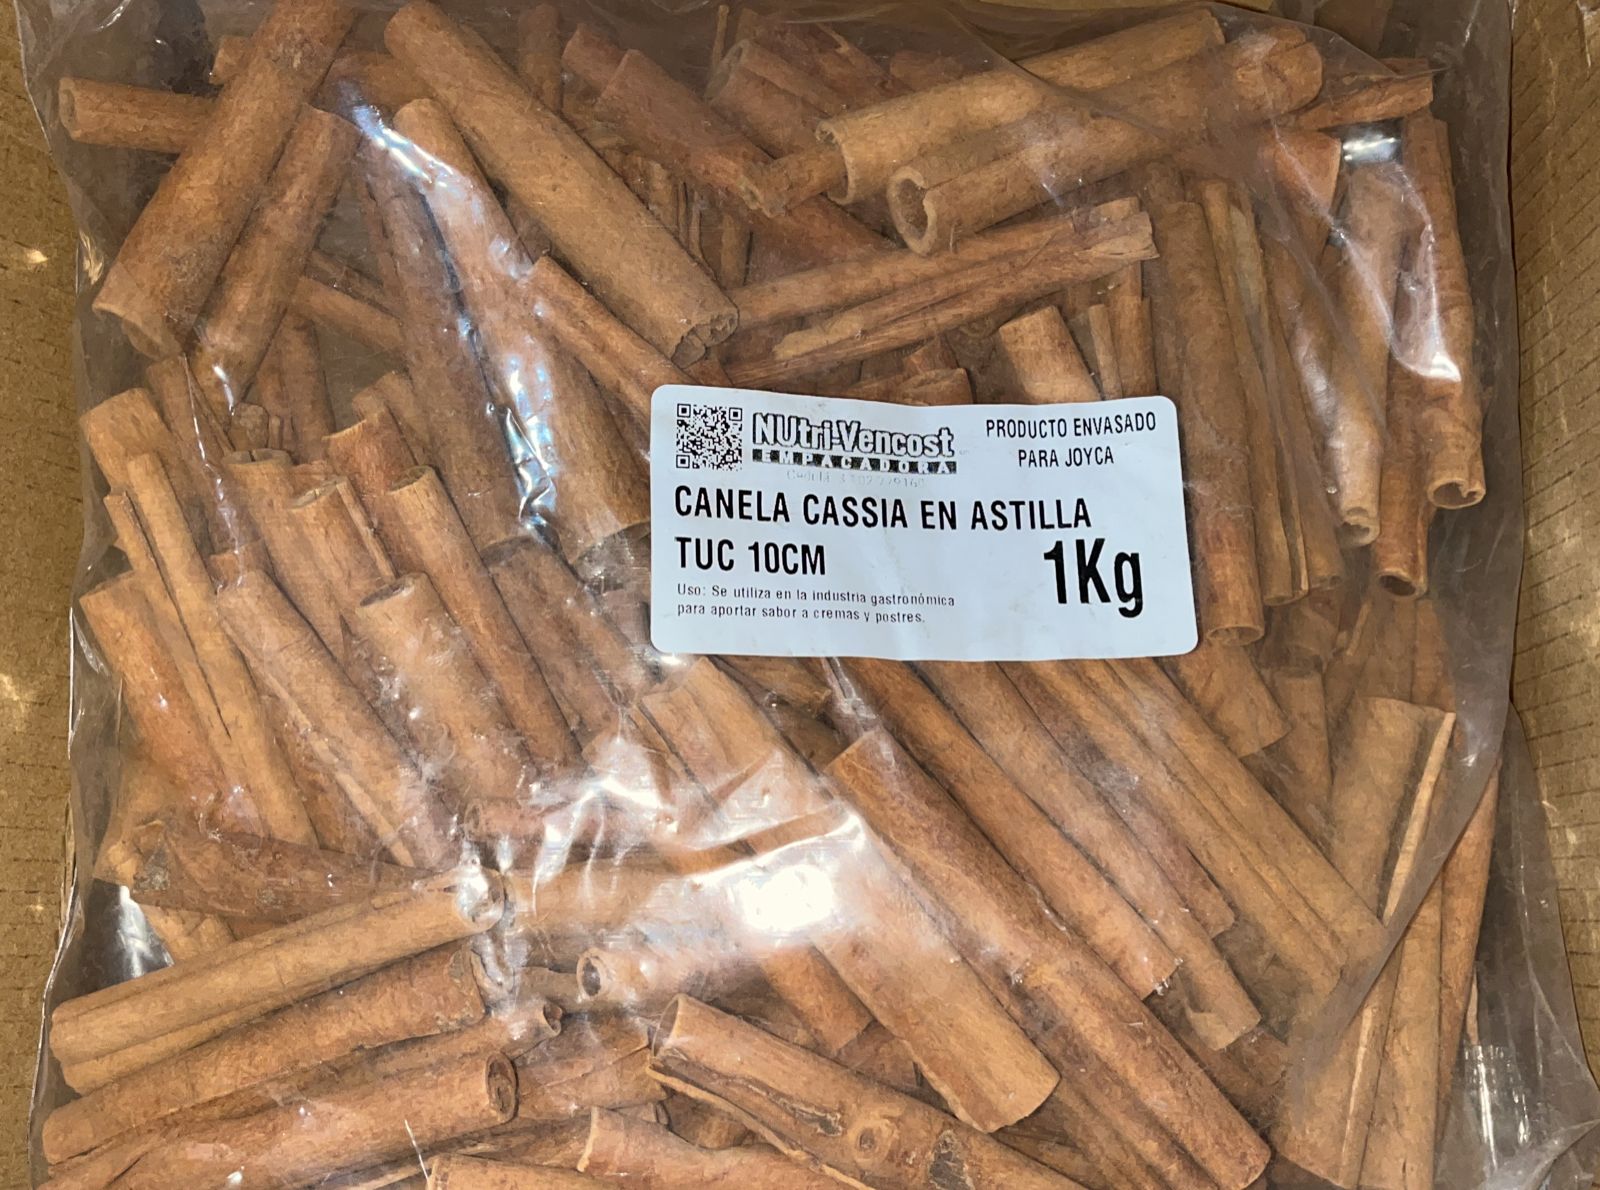 NUtri-Vencost
EMPACADORA
PRODUCTO ENVASADO
PARA JOYCA
CANELA CASSIA EN ASTILLA
TUC 10CM
1Kg
Uso: Se utiliza en la industria gastronómica
para aportar sabor a cremas y postres.